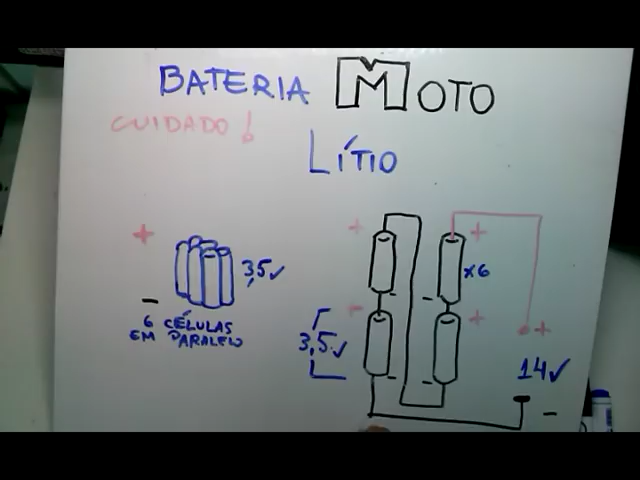 BATERIA MOTO
CUIDADO!
LÍTIO
+
3,5V
-
6 CÉLULAS
EM PARALELO
+ +
x6
- -
+ +
3,5V
- -
+
14V
-